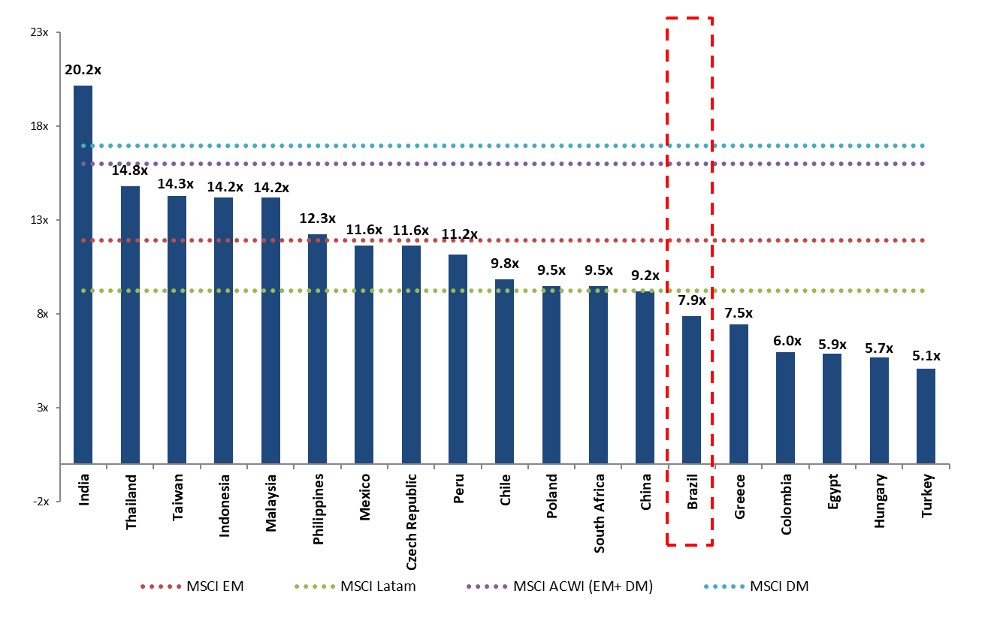 23x
18x
13x
8x
3x
-2x
20.2x
14.8x
14.3x
14.2x
14.2x
12.3x
11.6x
11.6x
11.2x
9.8x
9.5x
9.5x
9.2x
7.9x
7.5x
6.0x
5.9x
5.7x
5.1x
India
Thailand
Taiwan
Indonesia
Malaysia
Philippines
Mexico
Czech Republic
Peru
Chile
Poland
South Africa
China
Brazil
Greece
Colombia
Egypt
Hungary
Turkey
MSCI EM
MSCI Latam
MSCI ACWI (EM+ DM)
MSCI DM